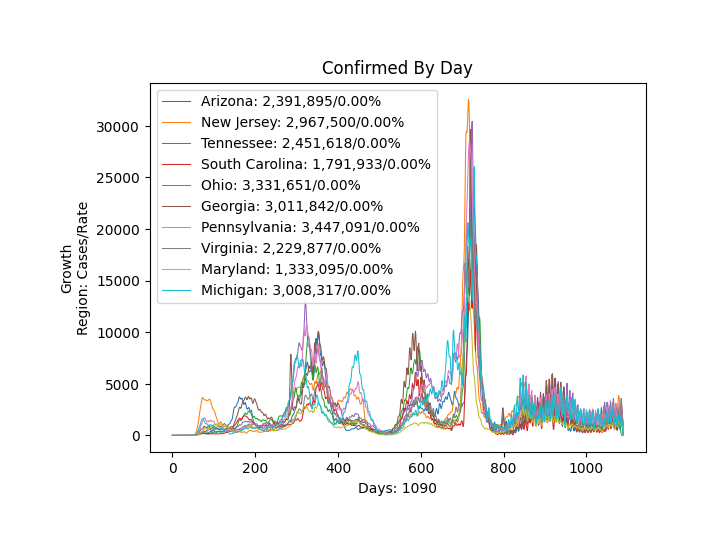 Confirmed By Day
Arizona: 2,391,895/0.00%
New Jersey: 2,967,500/0.00%
Tennessee: 2,451,618/0.00%
South Carolina: 1,791,933/0.00%
Ohio: 3,331,651/0.00%
Georgia: 3,011,842/0.00%
Pennsylvania: 3,447,091/0.00%
Virginia: 2,229,877/0.00%
Maryland: 1,333,095/0.00%
Michigan: 3,008,317/0.00%
Growth
Region: Cases/Rate
30000
25000
20000
15000
10000
5000
0
0 200 400 600 800 1000
Days: 1090